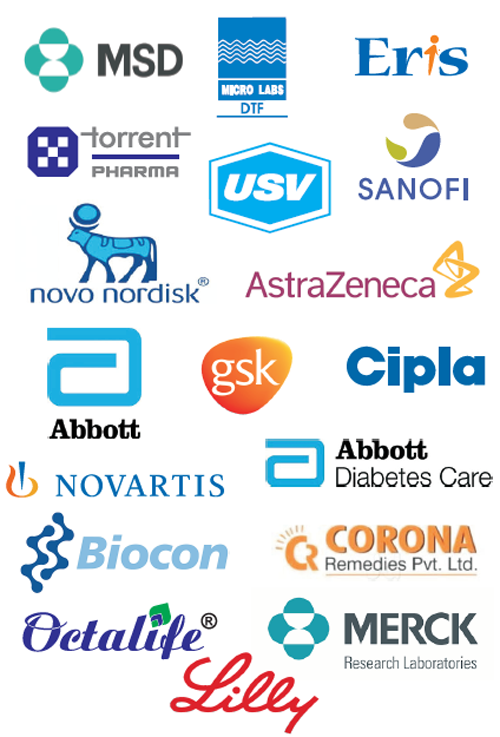 MSD
MICRO LABS
DTF
Eris
torrent
PHARMA
USV
SANOFI
novo nordisk®
AstraZeneca
Abbott
gsk
Cipla
NOVARTIS
Abbott
Diabetes Care
Biocon
CORONA
Remedies Pvt. Ltd.
Octalife®
MERCK
Research Laboratories
Lilly